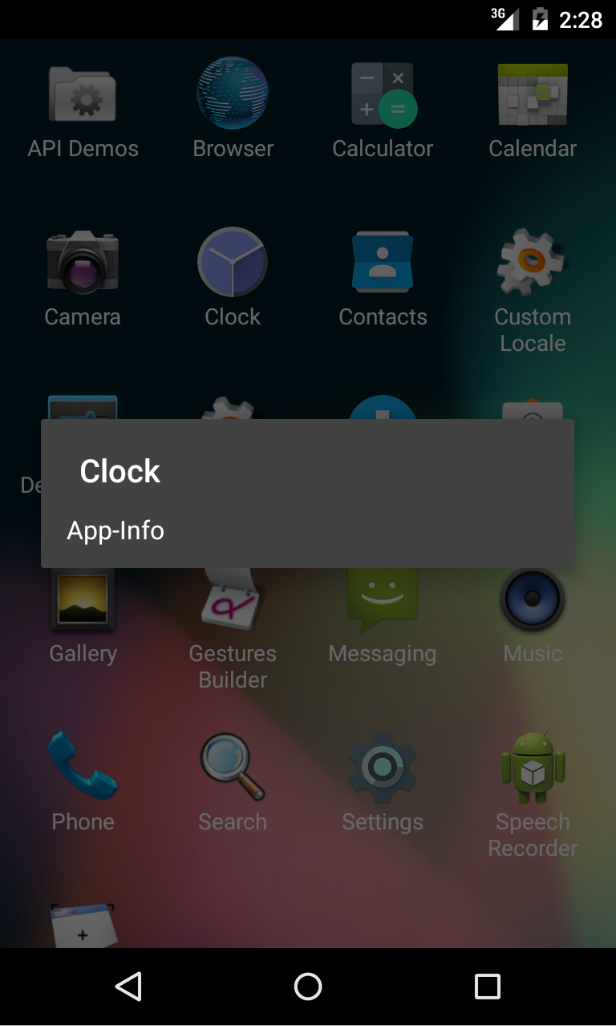 3G 2:28
API Demos Browser Calculator Calendar
Camera Clock Contacts Custom
Locale
Clock
App-Info
Gallery Gestures Messaging Music
Builder
Phone Search Settings Speech
Recorder